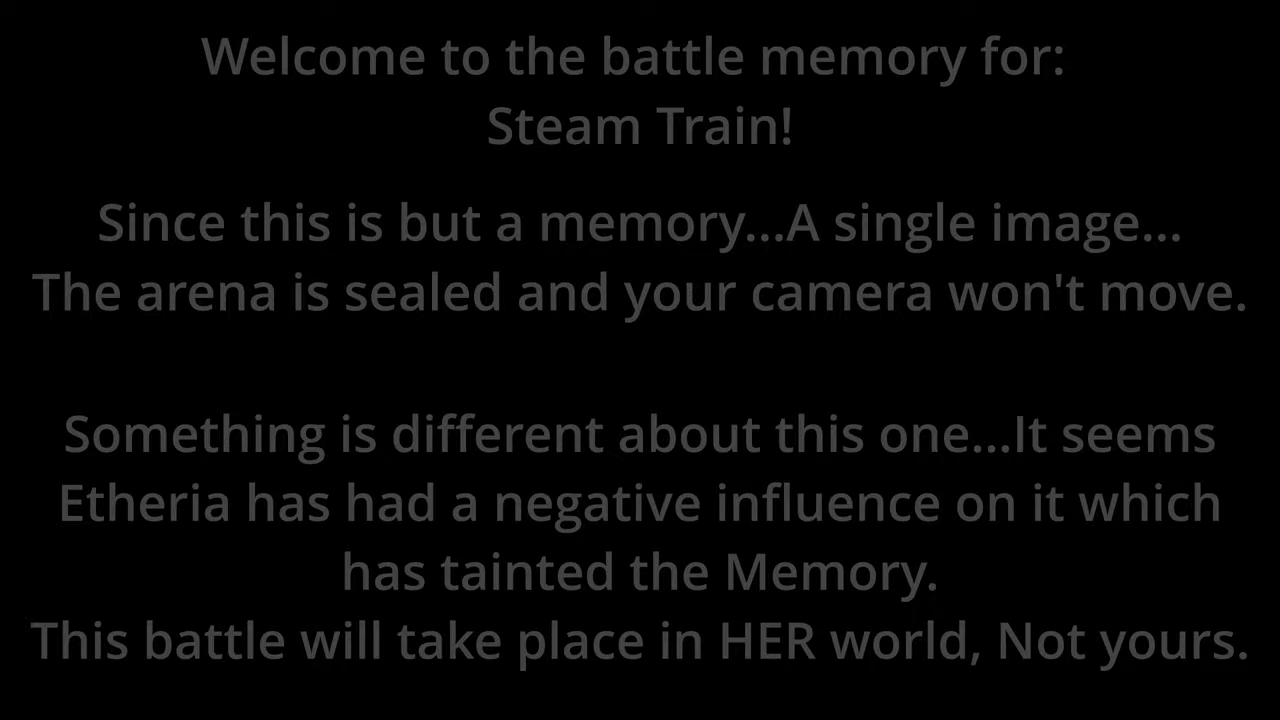 Welcome to the battle memory for:
Steam Train!
Since this is but a memory...A single image...
The arena is sealed and your camera won't move.
Something is different about this one...It seems
Etheria has had a negative influence on it which
has tainted the Memory.
This battle will take place in HER world, Not yours.